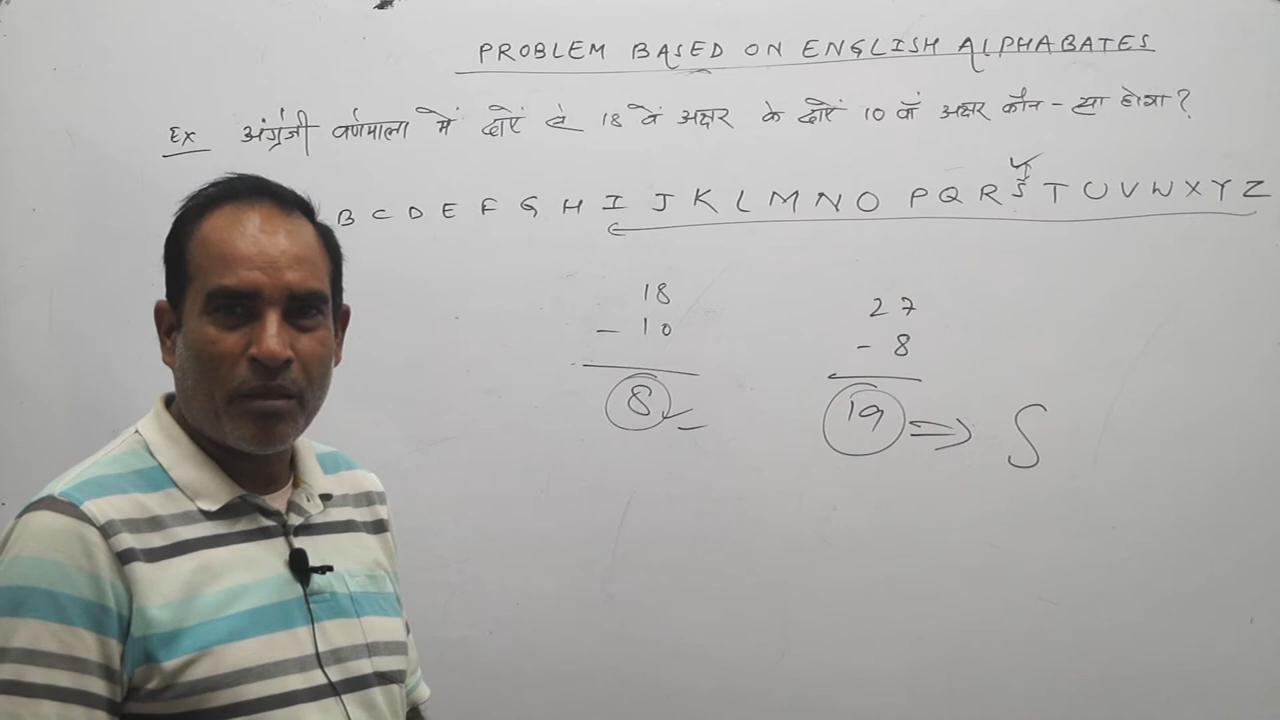 PROBLEM BASED ON ENGLISH ALPHABATES
Ex अंग्रेजी वर्णमाला में दाएं से 18 वें अक्षर के दाएं 10 वाँ अक्षर कौन-सा होगा?
B C D E F G H I J K L M N O P Q R S T U V W X Y Z
18
- 10
8
27
- 8
19 ⇒ S